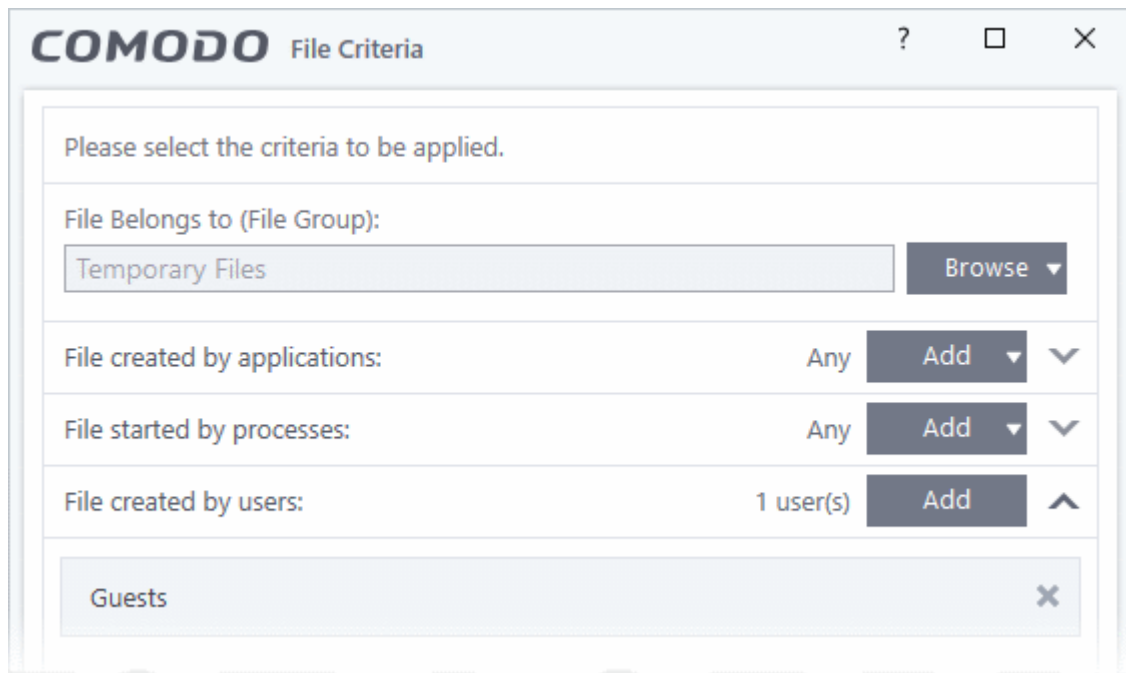 COMODO File Criteria ?
Please select the criteria to be applied.
File Belongs to (File Group):
Temporary Files Browse
File created by applications: Any Add
File started by processes: Any Add
File created by users: 1 user(s) Add
Guests